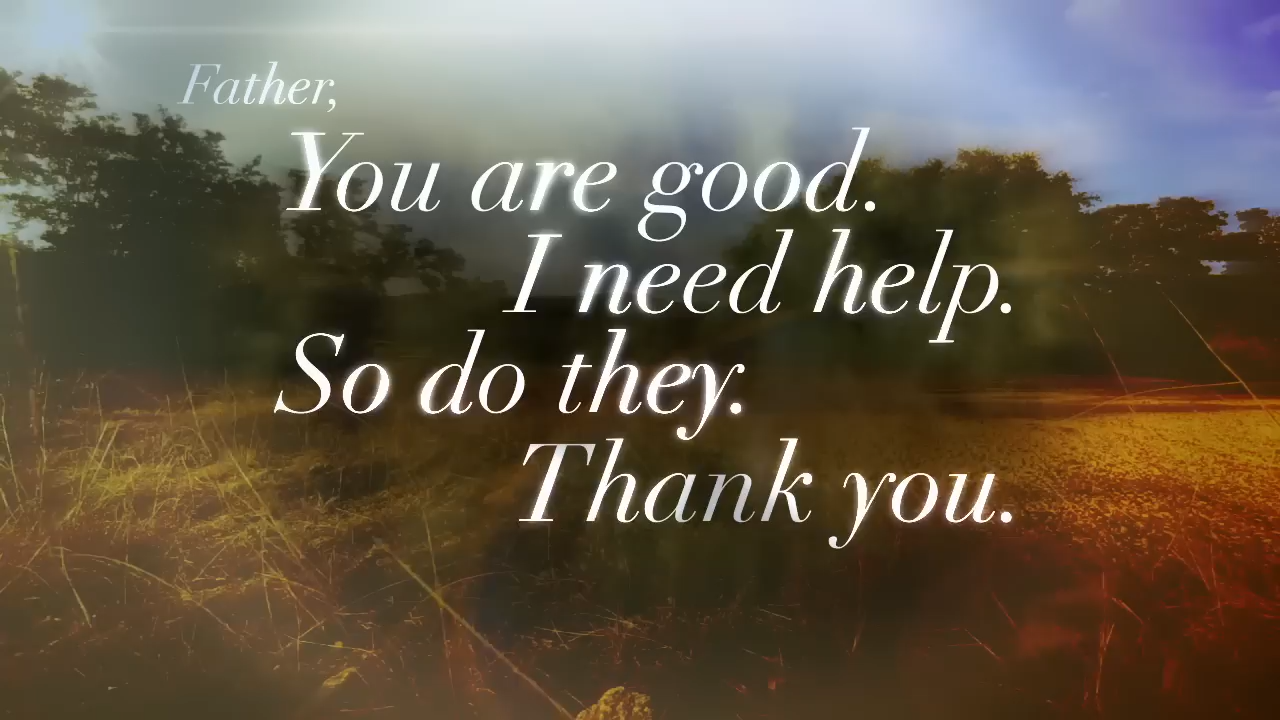 Father,
You are good.
I need help.
So do they.
Thank you.